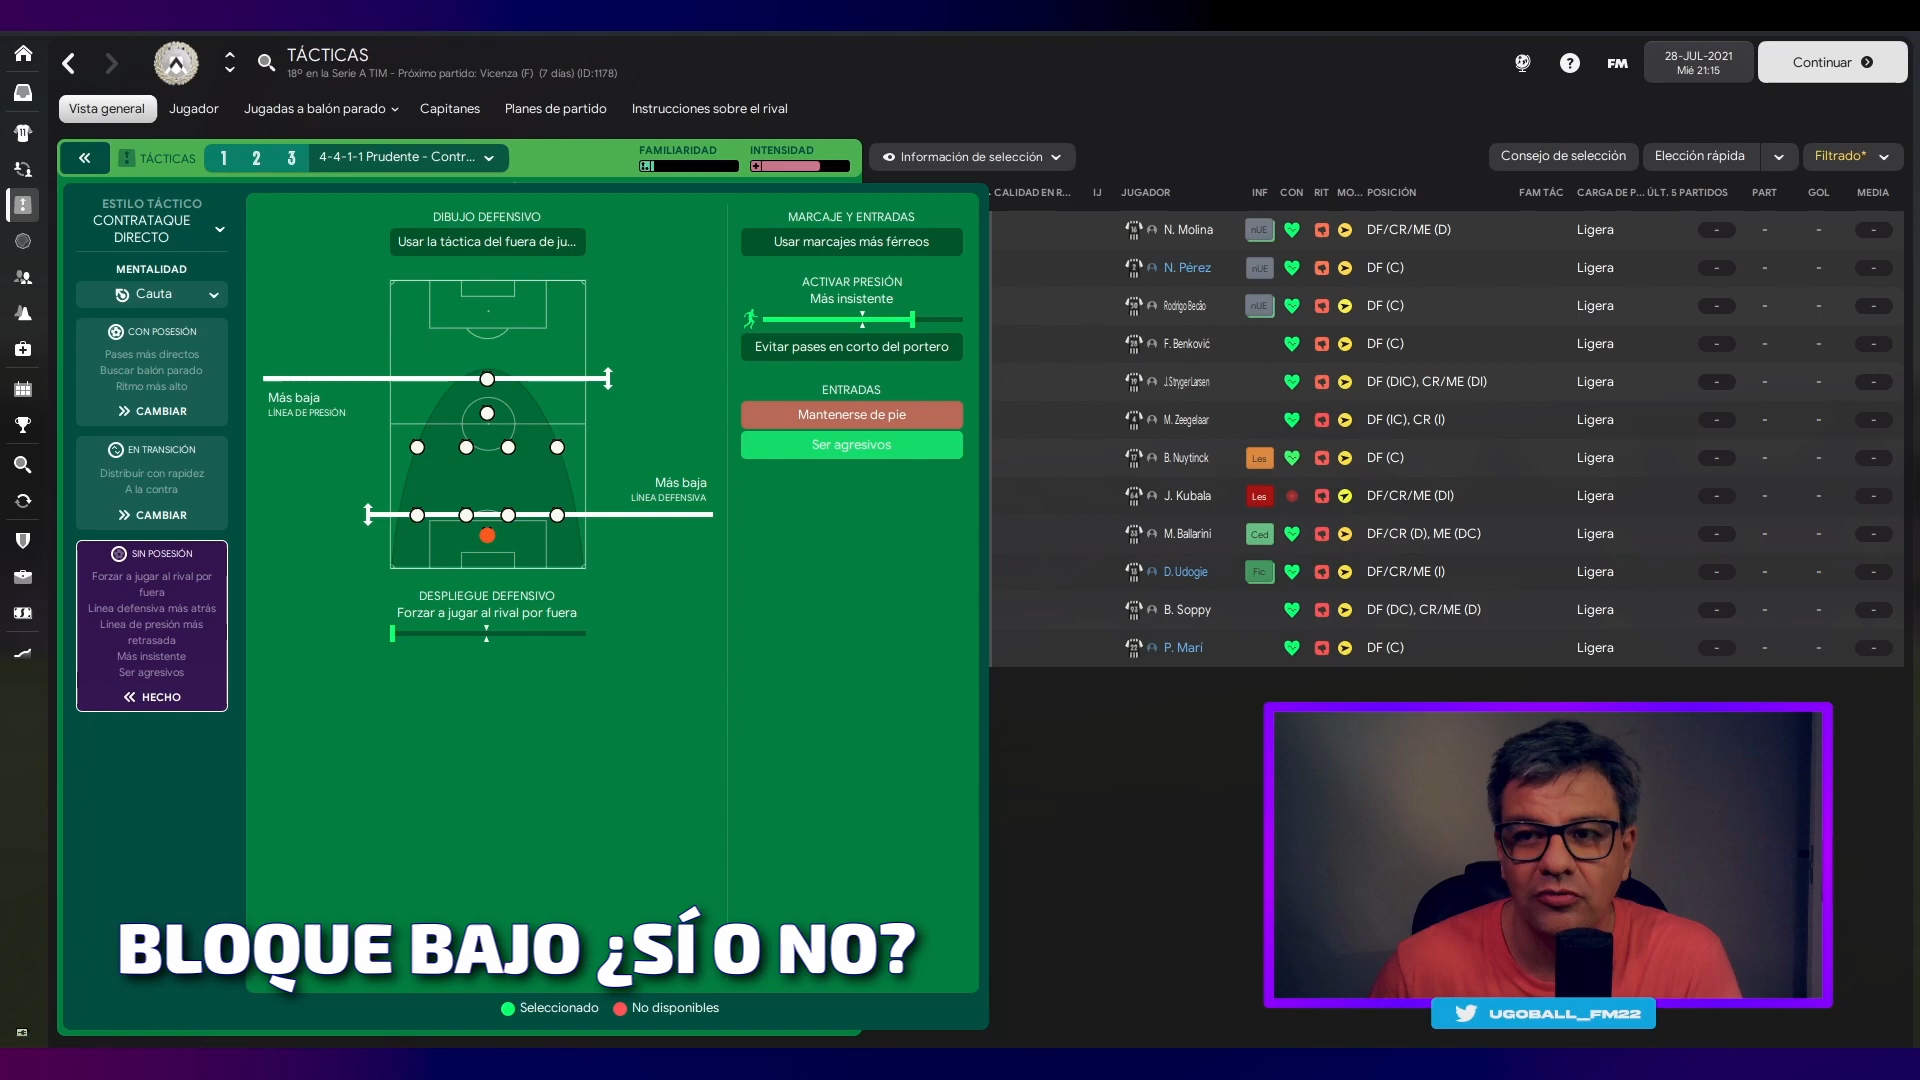 TÁCTICAS
18º en la Serie A TIM - Próximo partido: Vicenza (F) (7 días) (ID:1178)
FM
28-JUL-2021
Mié 21:15
Continuar
Vista general
Jugador
Jugadas a balón parado
Capitanes
Planes de partido
Instrucciones sobre el rival
TÁCTICAS
1 2 3
4-4-1-1 Prudente - Contr...
FAMILIARIDAD
INTENSIDAD
Información de selección
Consejo de selección
Elección rápida
Filtrado*
ESTILO TÁCTICO
CONTRATAQUE
DIRECTO
MENTALIDAD
Cauta
CON POSESIÓN
Pases más directos
Buscar balón parado
Ritmo más alto
CAMBIAR
EN TRANSICIÓN
Distribuir con rapidez
A la contra
CAMBIAR
SIN POSESIÓN
Forzar a jugar al rival por
fuera
Línea defensiva más atrás
Línea de presión más
retrasada
Más insistente
Ser agresivos
HECHO
DIBUJO DEFENSIVO
Usar la táctica del fuera de ju...
Más baja
LÍNEA DE PRESIÓN
Más baja
LÍNEA DEFENSIVA
DESPLIEGUE DEFENSIVO
Forzar a jugar al rival por fuera
MARCAJE Y ENTRADAS
Usar marcajes más férreos
ACTIVAR PRESIÓN
Más insistente
Evitar pases en corto del portero
ENTRADAS
Mantenerse de pie
Ser agresivos
CALIDAD EN R... IJ JUGADOR INF CON RIT MO... POSICIÓN FAM TÁC CARGA DE P... ÚLT. 5 PARTIDOS PART GOL MEDIA
N. Molina nUE DF/CR/ME (D) Ligera - - - -
N. Pérez nUE DF (C) Ligera - - - -
Rodrigo Becão nUE DF (C) Ligera - - - -
F. Benković DF (C) Ligera - - - -
J. Stryger Larsen DF (DIC), CR/ME (DI) Ligera - - - -
M. Zeegelaar DF (IC), CR (I) Ligera - - - -
B. Nuytinck Les DF (C) Ligera - - - -
J. Kubala Les DF/CR/ME (DI) Ligera - - - -
M. Ballarini Ced DF/CR (D), ME (DC) Ligera - - - -
D. Udogie Fic DF/CR/ME (I) Ligera - - - -
B. Soppy DF (DC), CR/ME (D) Ligera - - - -
P. Marí DF (C) Ligera - - - -
BLOQUE BAJO ¿SÍ O NO?
Seleccionado
No disponibles
UGOBALL_FM22